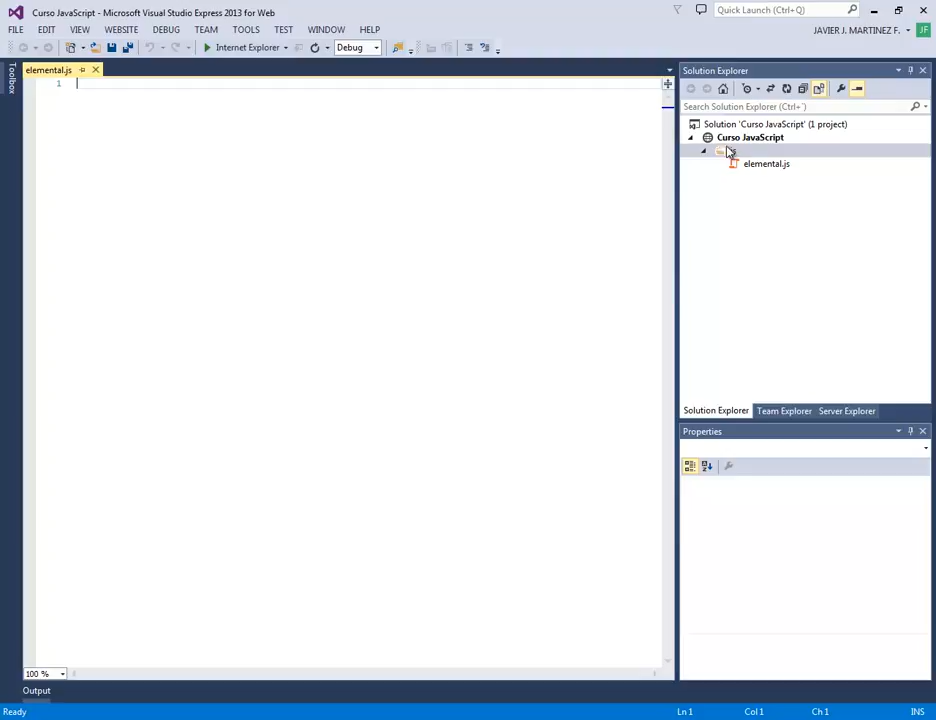 Curso JavaScript - Microsoft Visual Studio Express 2013 for Web
Quick Launch (Ctrl+Q)
FILE EDIT VIEW WEBSITE DEBUG TEAM TOOLS TEST WINDOW HELP
JAVIER J. MARTINEZ F.
JF
Internet Explorer
Debug
Toolbox
elemental.js
1
Solution Explorer
Search Solution Explorer (Ctrl+´)
Solution 'Curso JavaScript' (1 project)
Curso JavaScript
elemental.js
Solution Explorer Team Explorer Server Explorer
Properties
100 %
Output
Ready
Ln 1 Col 1 Ch 1 INS